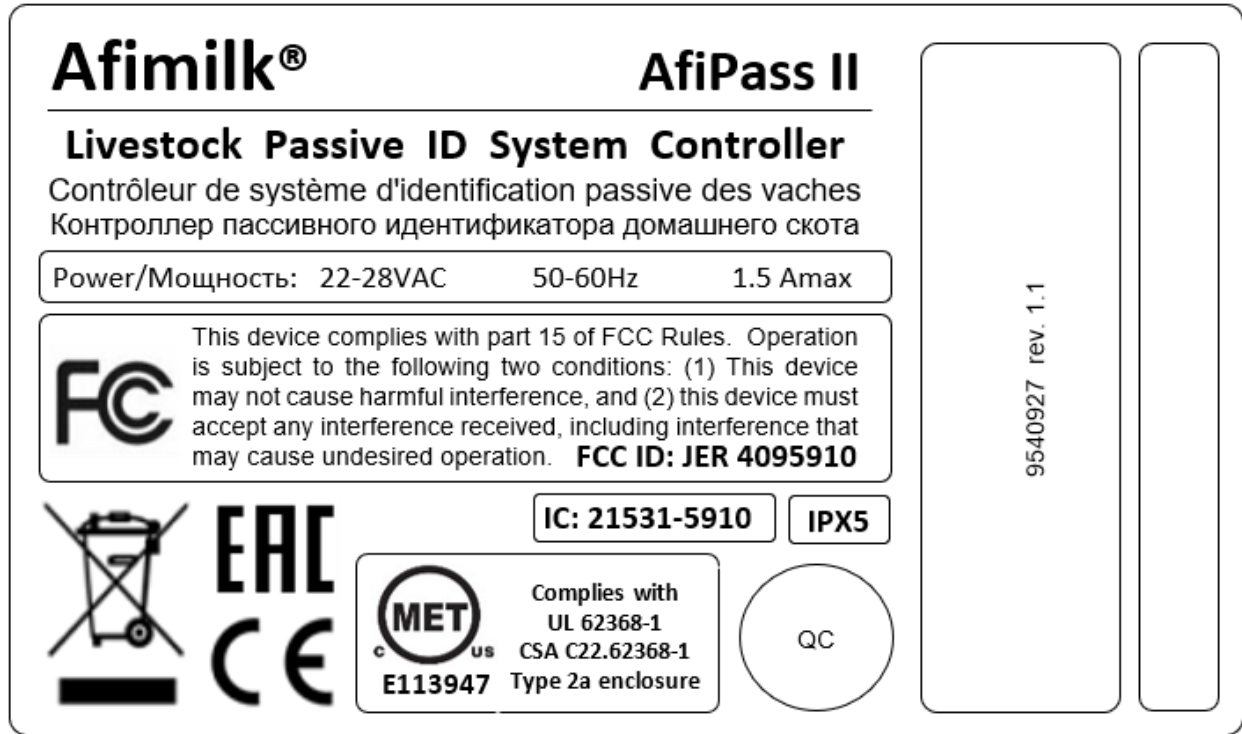 Afimilk® AfiPass II
Livestock Passive ID System Controller
Contrôleur de système d'identification passive des vaches
Контроллер пассивного идентификатора домашнего скота
Power/Мощность: 22-28VAC 50-60Hz 1.5 Amax
FC This device complies with part 15 of FCC Rules. Operation
is subject to the following two conditions: (1) This device
may not cause harmful interference, and (2) this device must
accept any interference received, including interference that
may cause undesired operation. FCC ID: JER 4095910
IC: 21531-5910 IPX5
EAC
CE
MET
c us
E113947
Complies with
UL 62368-1
CSA C22.62368-1
Type 2a enclosure
QC
9540927 rev. 1.1